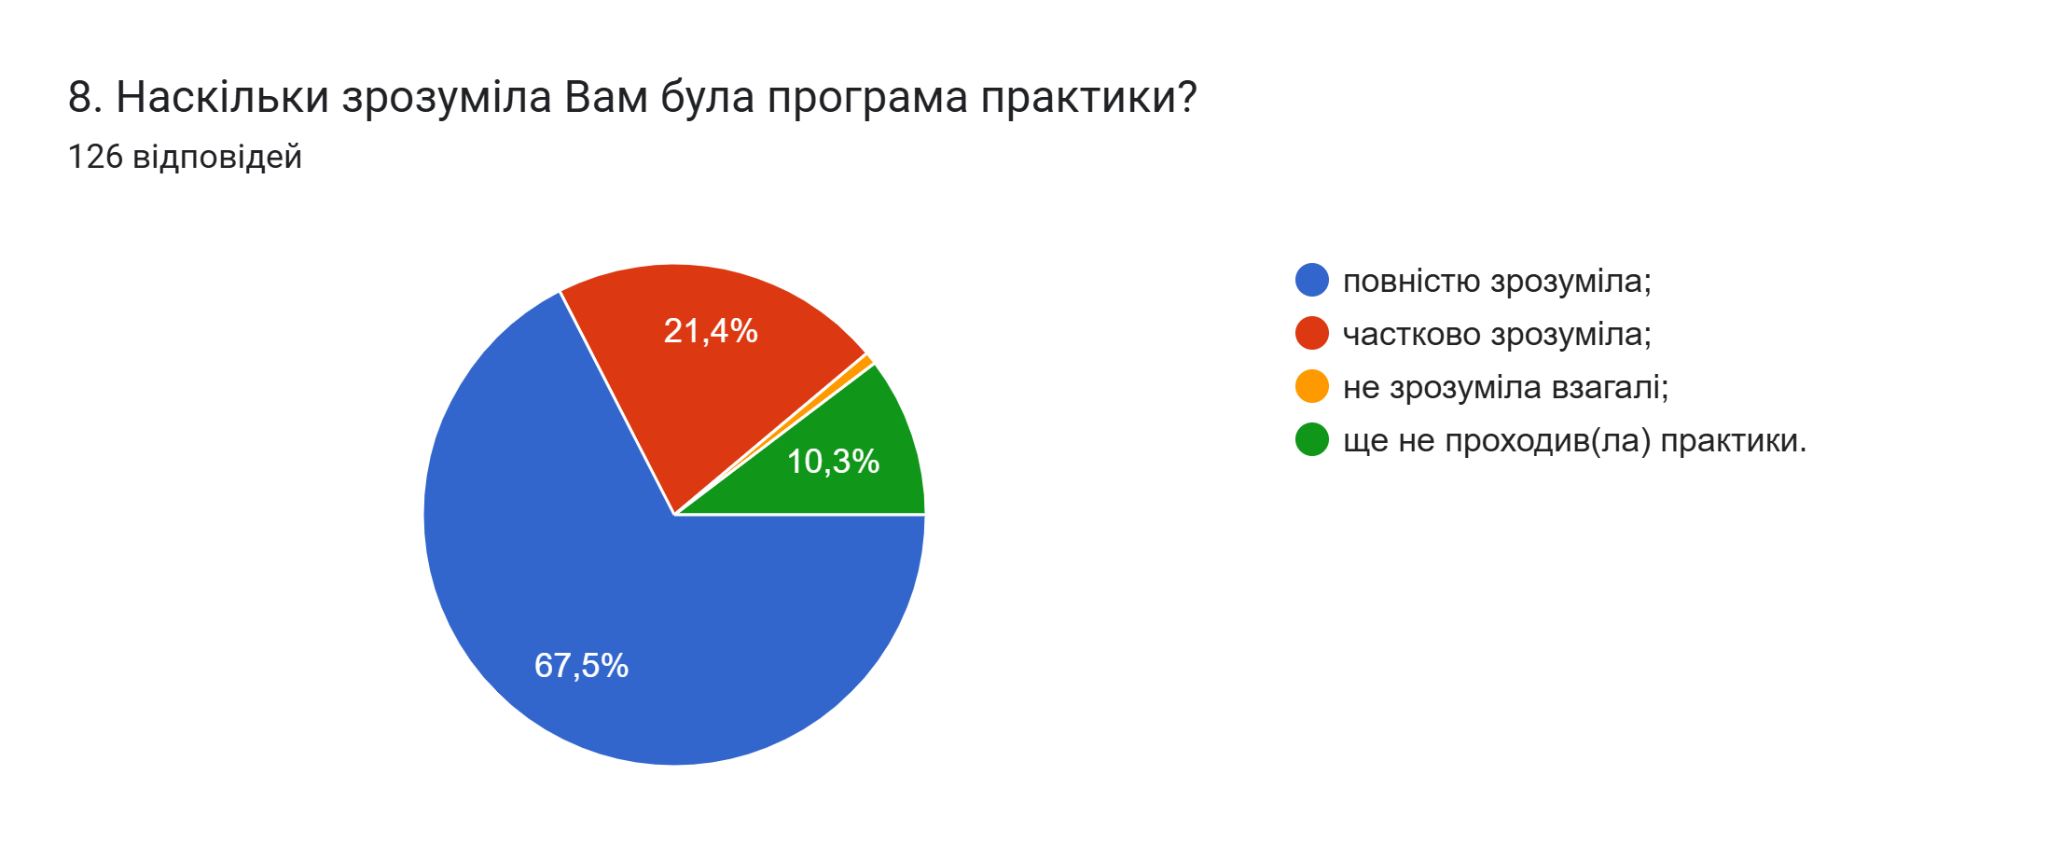 8. Наскільки зрозуміла Вам була програма практики?
126 відповідей
повністю зрозуміла;
частково зрозуміла;
не зрозуміла взагалі;
ще не проходив(ла) практики.
21,4%
10,3%
67,5%